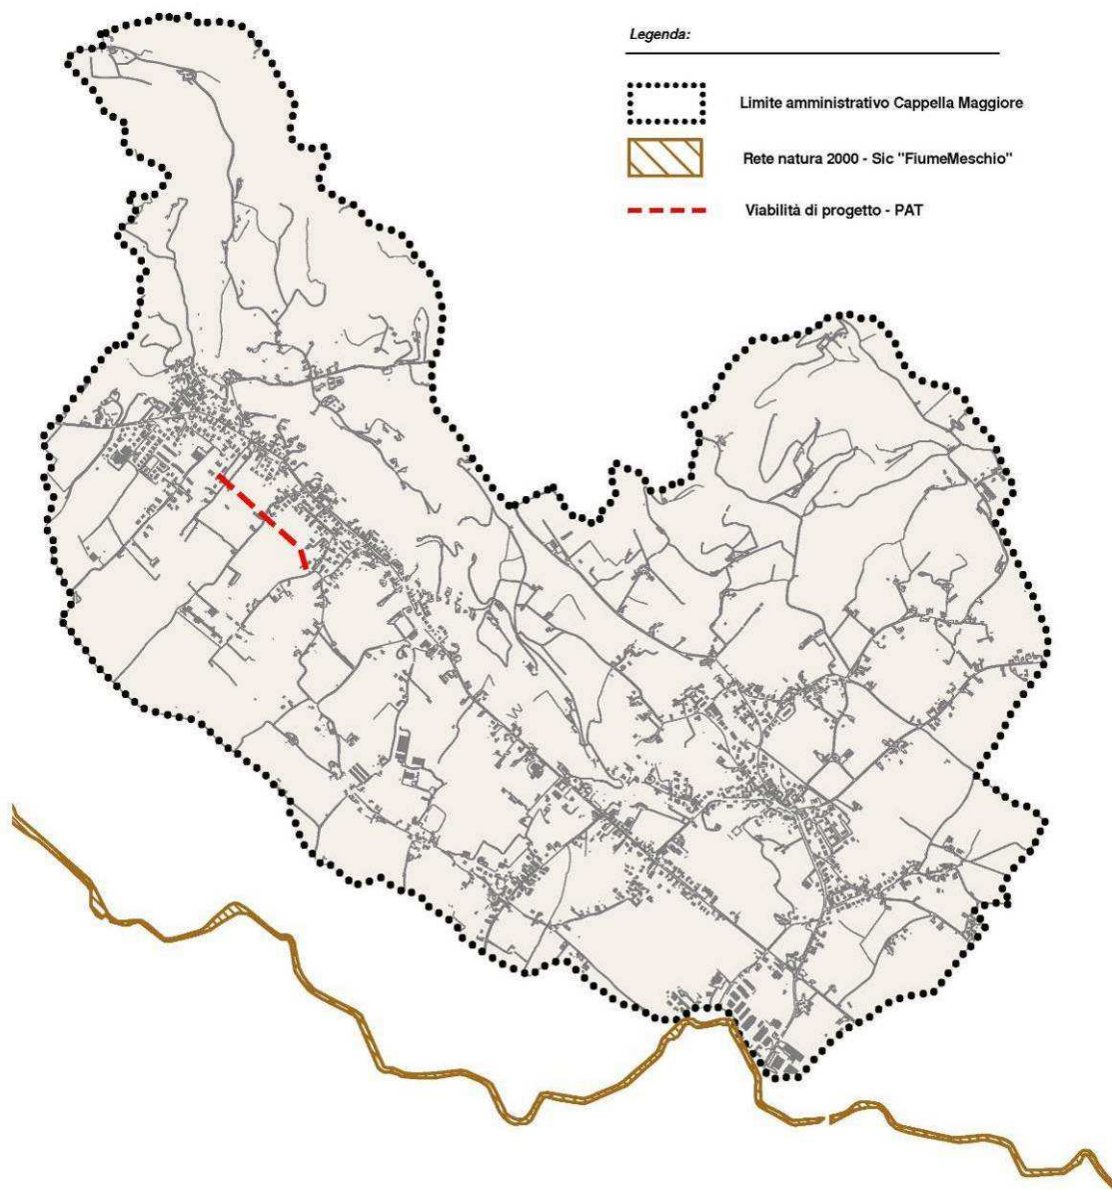 Legenda:
Limite amministrativo Cappella Maggiore
Rete natura 2000 - Sic "FiumeMeschio"
Viabilità di progetto - PAT